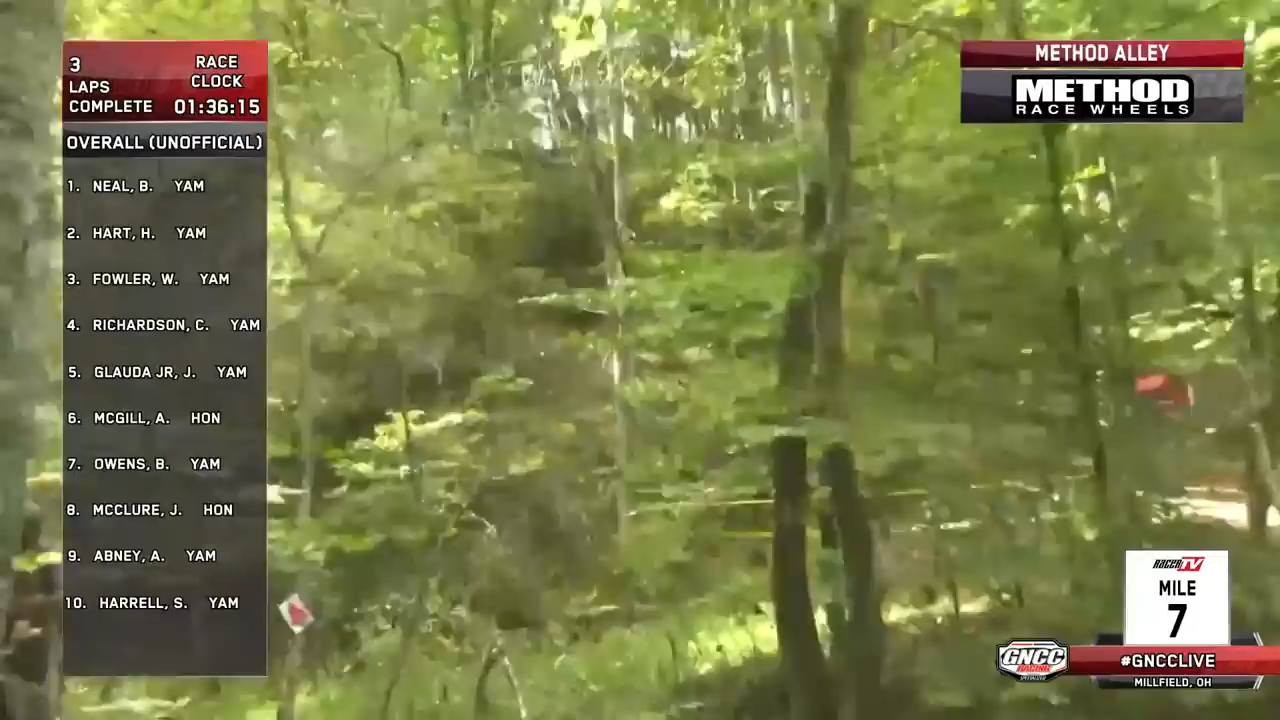 3
LAPS
COMPLETE
RACE
CLOCK
01:36:15
OVERALL (UNOFFICIAL)
1. NEAL, B. YAM
2. HART, H. YAM
3. FOWLER, W. YAM
4. RICHARDSON, C. YAM
5. GLAUDA JR, J. YAM
6. MCGILL, A. HON
7. OWENS, B. YAM
8. MCCLURE, J. HON
9. ABNEY, A. YAM
10. HARRELL, S. YAM
METHOD ALLEY
METHOD
RACE WHEELS
RACER TV
MILE
7
GNCC
RACING
#GNCCLIVE
MILLFIELD, OH